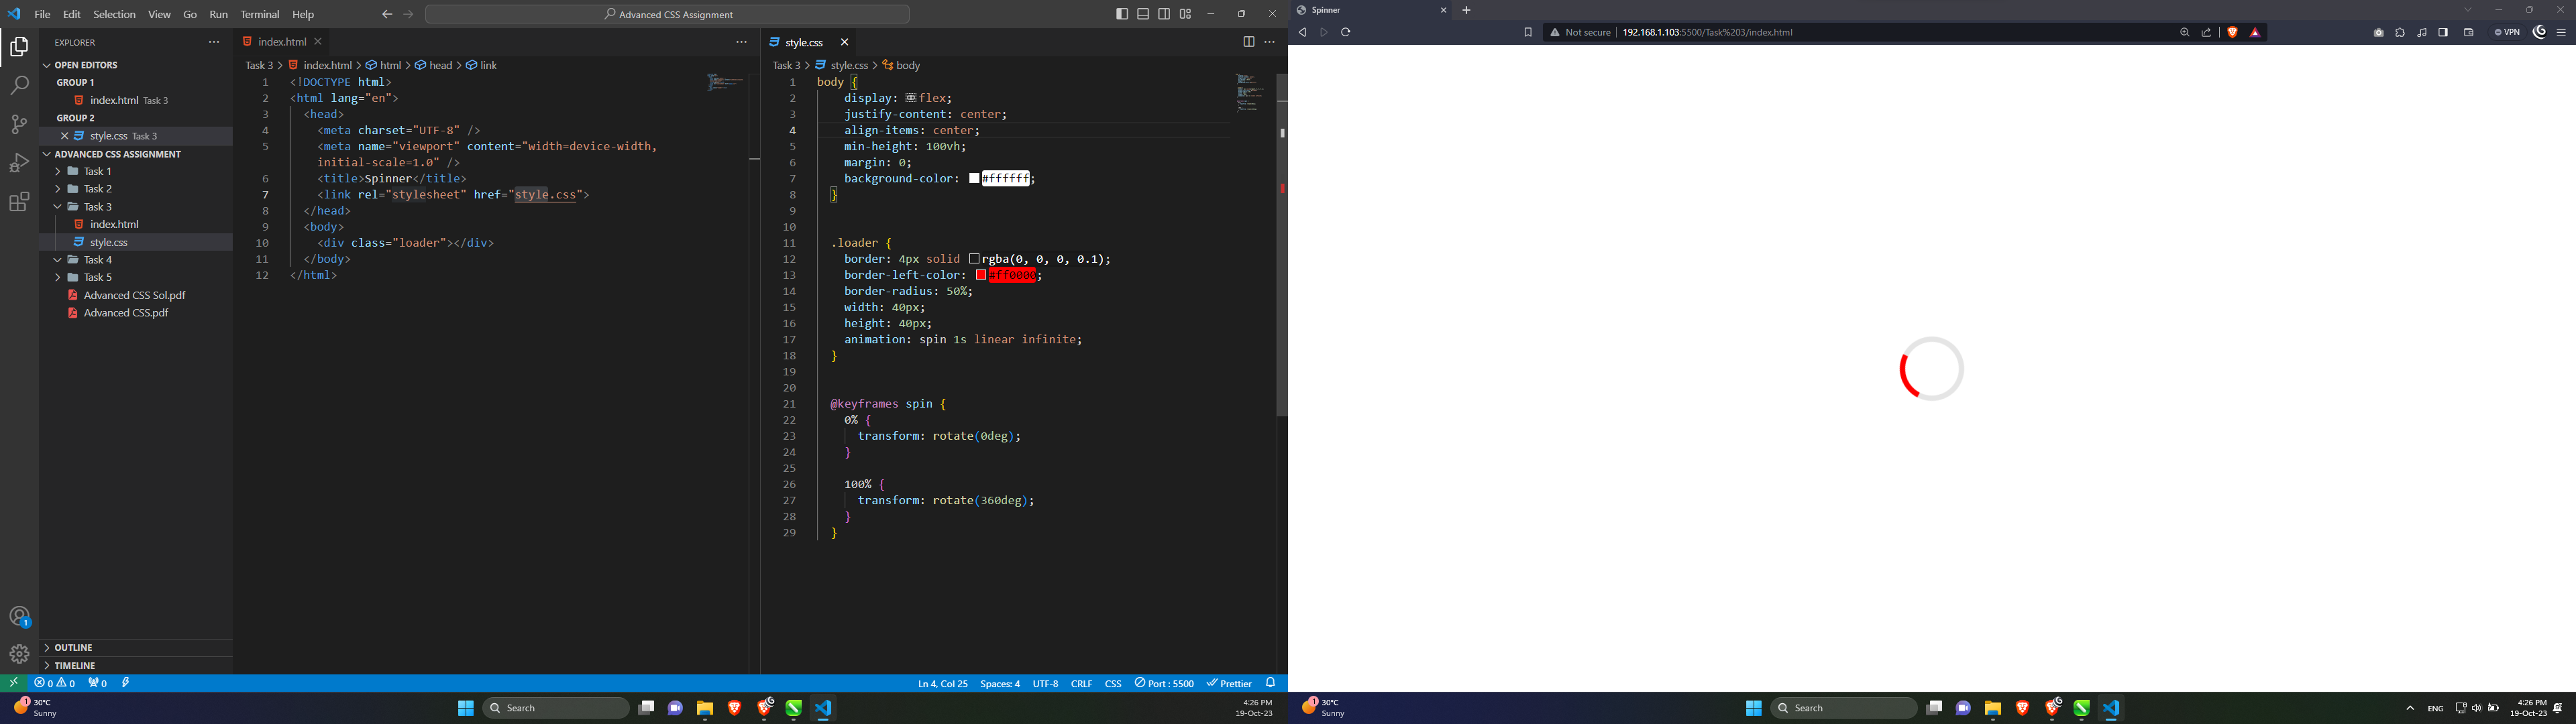 File Edit Selection View Go Run Terminal Help
Advanced CSS Assignment
EXPLORER
OPEN EDITORS
GROUP 1
index.html Task 3
GROUP 2
style.css Task 3
ADVANCED CSS ASSIGNMENT
Task 1
Task 2
Task 3
index.html
style.css
Task 4
Task 5
Advanced CSS Sol.pdf
Advanced CSS.pdf
OUTLINE
TIMELINE
1
index.html
Task 3 > index.html > html > head > link
1 <!DOCTYPE html>
2 <html lang="en">
3 <head>
4 <meta charset="UTF-8" />
5 <meta name="viewport" content="width=device-width,
initial-scale=1.0" />
6 <title>Spinner</title>
7 <link rel="stylesheet" href="style.css">
8 </head>
9 <body>
10 <div class="loader"></div>
11 </body>
12 </html>
style.css
Task 3 > style.css > body
1 body {
2 display: flex;
3 justify-content: center;
4 align-items: center;
5 min-height: 100vh;
6 margin: 0;
7 background-color: #ffffff;
8 }
9
10
11 .loader {
12 border: 4px solid rgba(0, 0, 0, 0.1);
13 border-left-color: #ff0000;
14 border-radius: 50%;
15 width: 40px;
16 height: 40px;
17 animation: spin 1s linear infinite;
18 }
19
20
21 @keyframes spin {
22 0% {
23 transform: rotate(0deg);
24 }
25
26 100% {
27 transform: rotate(360deg);
28 }
29 }
0 0 0
Ln 4, Col 25 Spaces: 4 UTF-8 CRLF CSS Port : 5500 Prettier
1 30°C
Sunny
Search
4:26 PM
19-Oct-23
Spinner
Not secure 192.168.1.103:5500/Task%203/index.html
VPN
1 30°C
Sunny
Search
ENG
4:26 PM
19-Oct-23